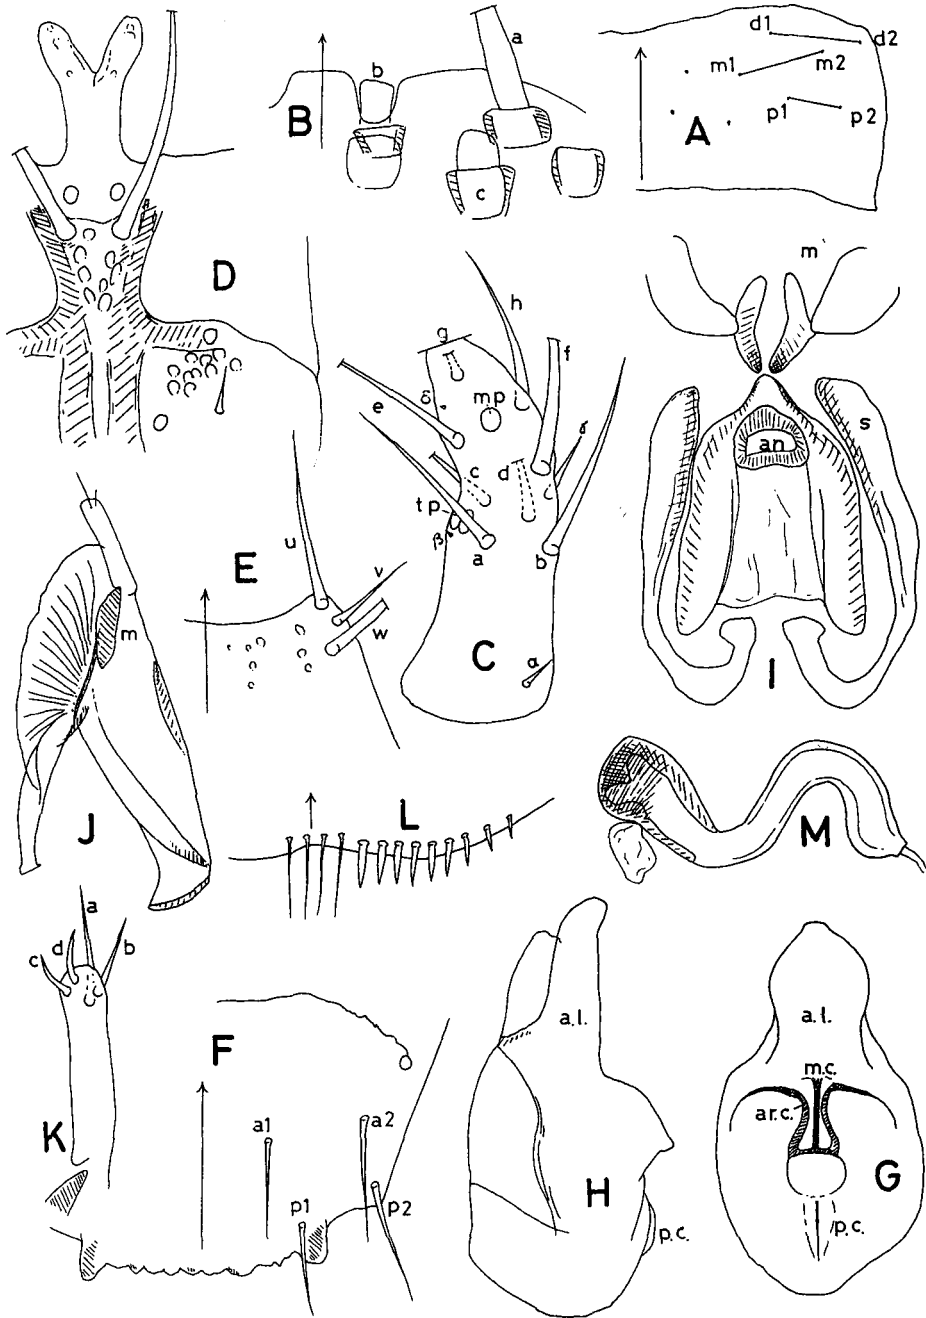 B
b
a
c
A
d1
d2
m1
m2
p1
p2
D
C
g
h
f
e
δ
mp
ɣ
c
d
tp
β
a
b
α
I
m
s
an
E
u
v
w
J
m
L
M
K
a
b
c
d
F
a1
a2
p1
p2
H
a.l.
p.c.
G
a.l.
m.c.
ar.c.
p.c.